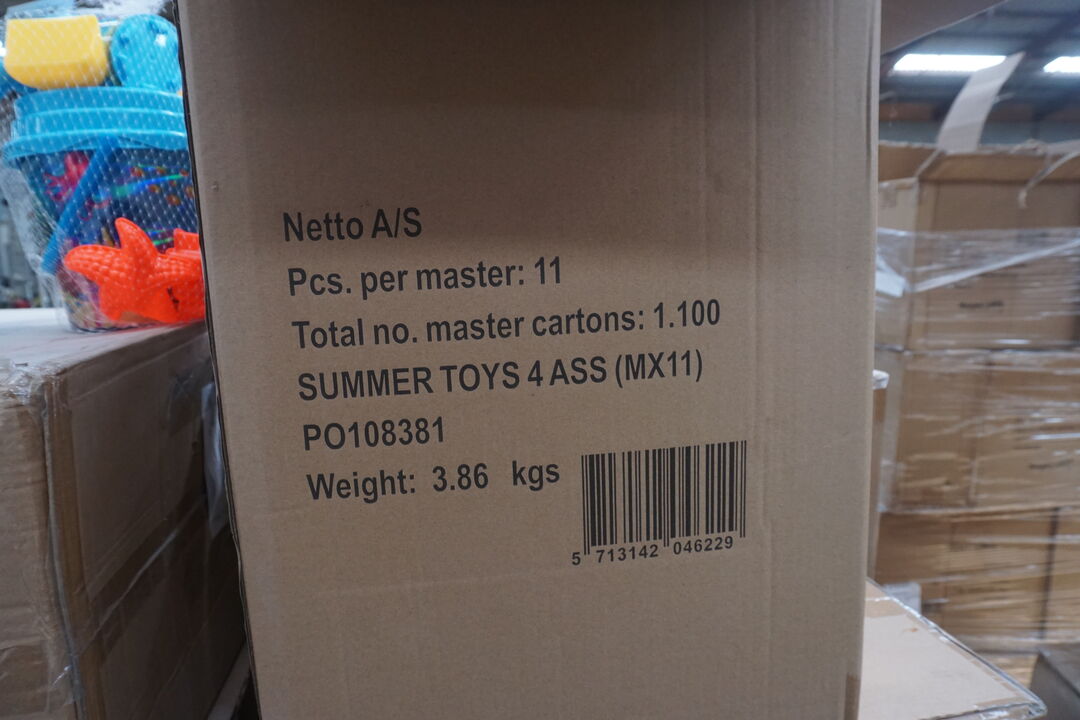 Netto A/S
Pcs. per master: 11
Total no. master cartons: 1.100
SUMMER TOYS 4 ASS (MX11)
PO108381
Weight: 3.86 kgs
5 713142 046229